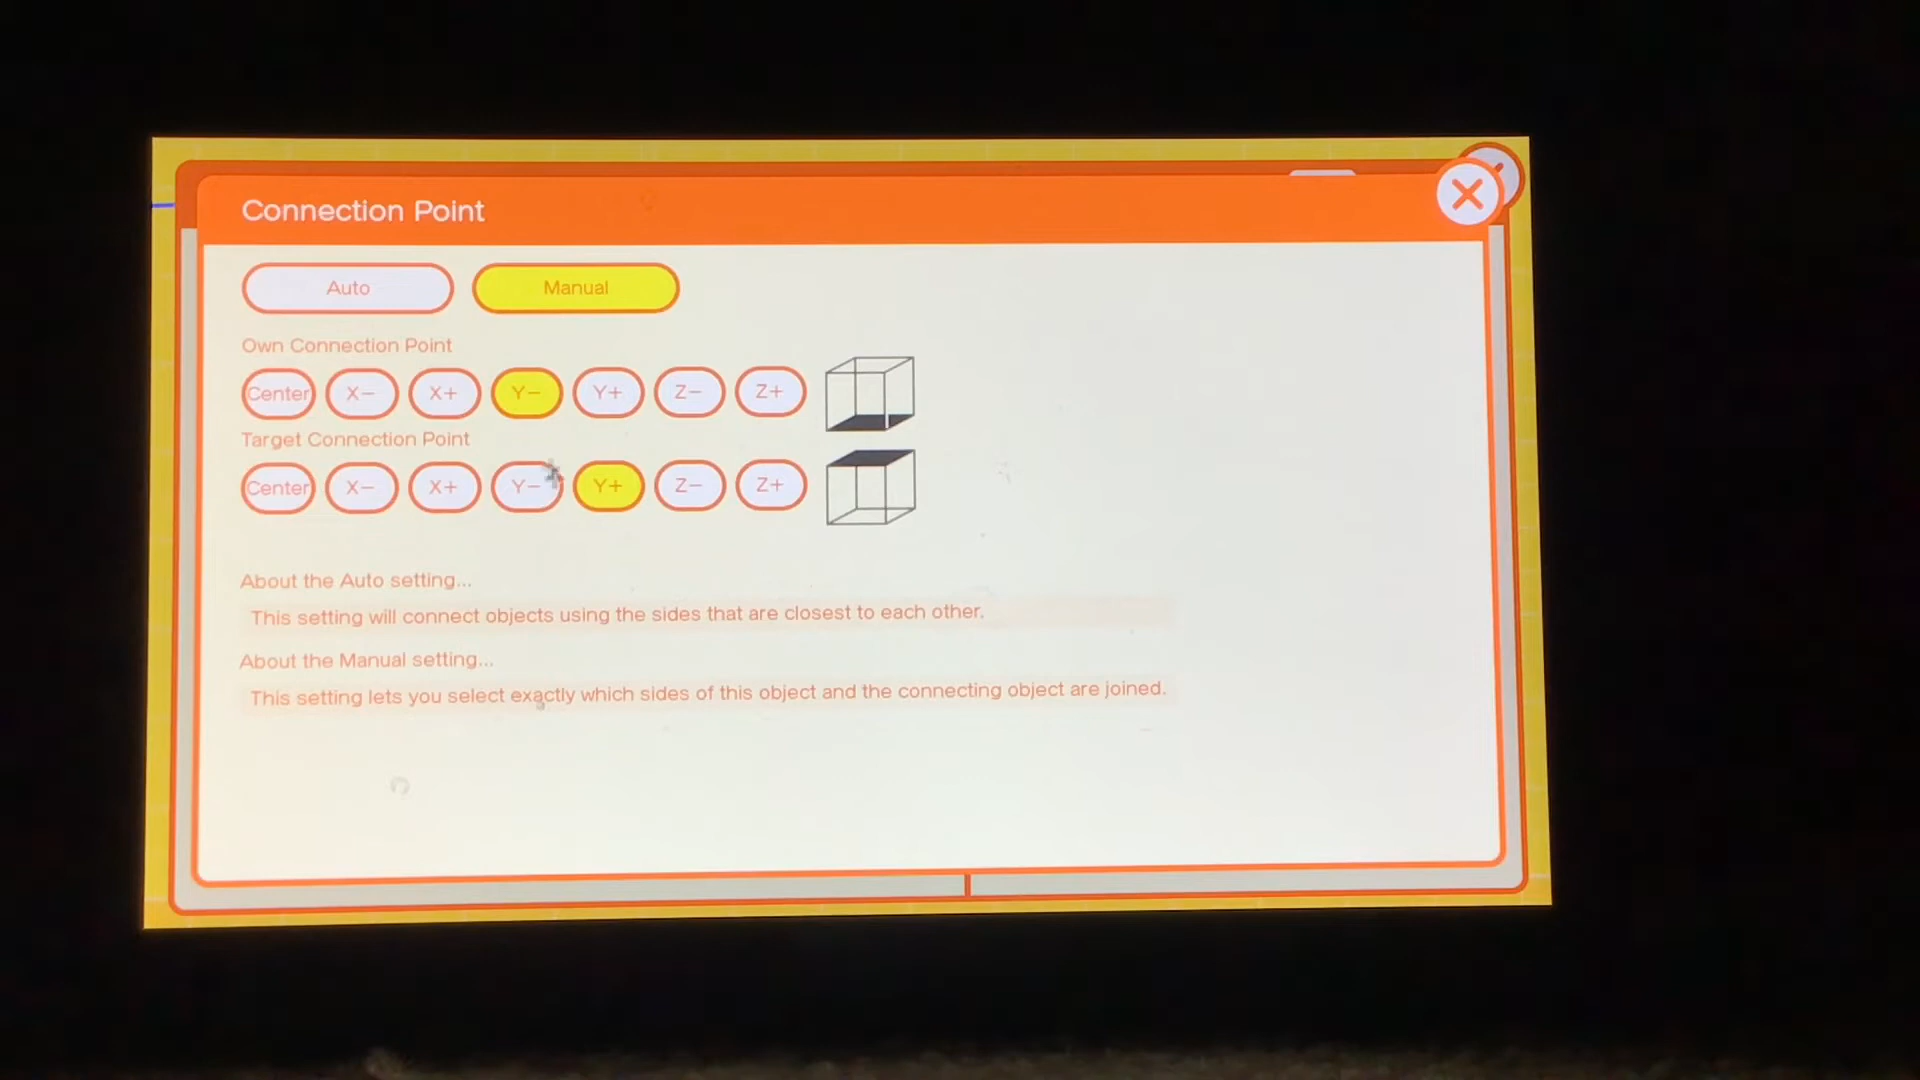 Connection Point
Auto Manual
Own Connection Point
Center X- X+ Y- Y+ Z- Z+
Target Connection Point
Center X- X+ Y- Y+ Z- Z+
About the Auto setting...
This setting will connect objects using the sides that are closest to each other.
About the Manual setting...
This setting lets you select exactly which sides of this object and the connecting object are joined.